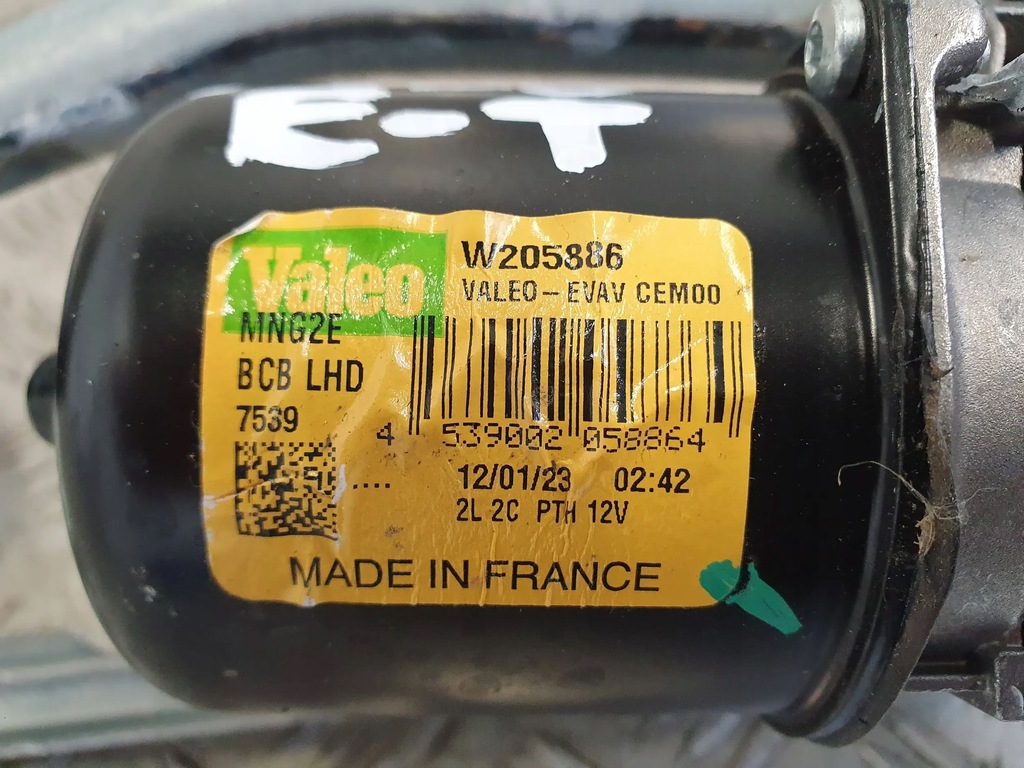 E-T
Valeo
W205886
VALEO - EVAV CEM00
MNG2E
BCB LHD
7539
4 539002 058864
12/01/23 02:42
2L 2C PTH 12V
MADE IN FRANCE